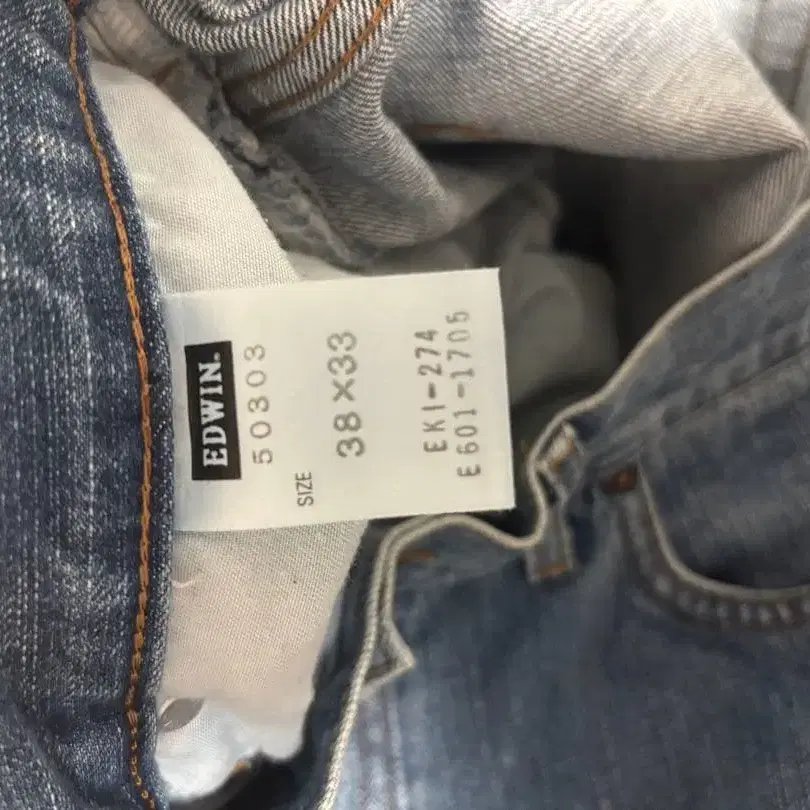 EDWIN.
50303
SIZE
38×33
EKI-274
E601-1705